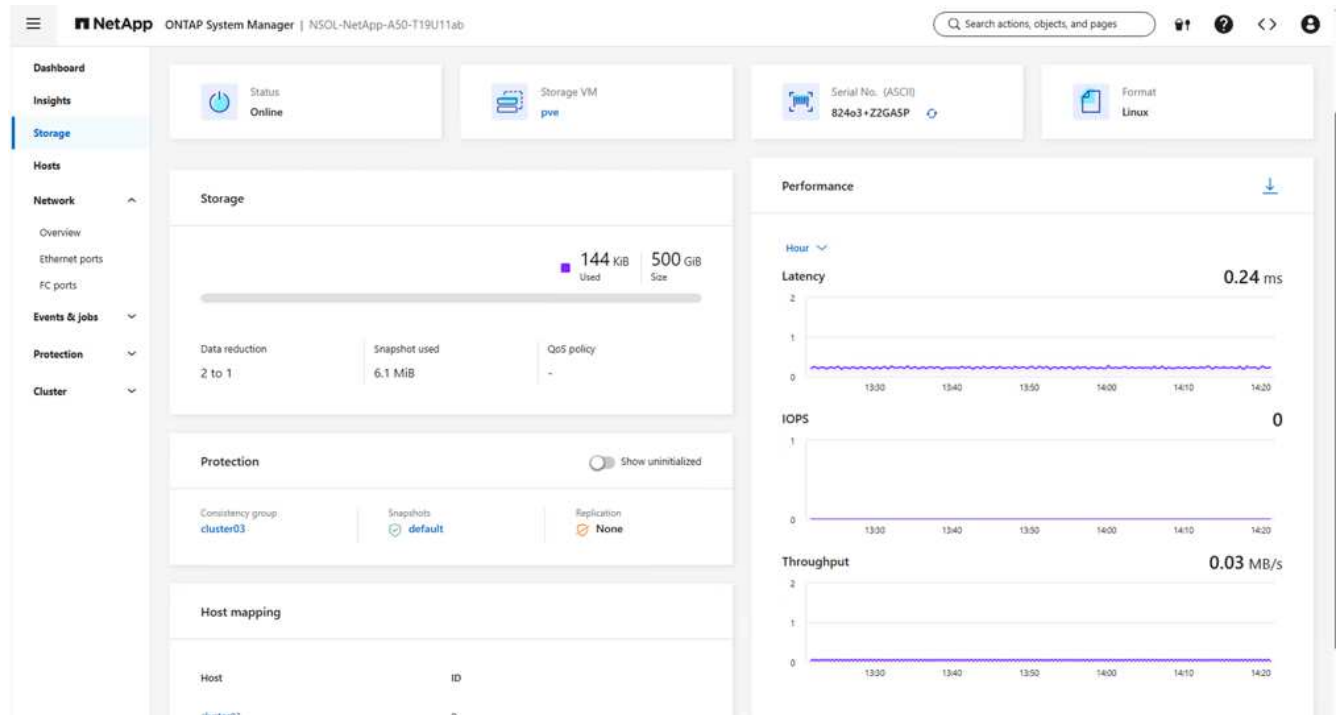 NetApp ONTAP System Manager | NSOL-NetApp-A50-T19U11ab
Search actions, objects, and pages
Dashboard
Insights
Storage
Hosts
Network
Overview
Ethernet ports
FC ports
Events & jobs
Protection
Cluster
Status
Online
Storage VM
pve
Serial No. (ASCII)
824o3+Z2GA5P
Format
Linux
Storage
144 KiB
Used
500 GiB
Size
Data reduction
2 to 1
Snapshot used
6.1 MiB
QoS policy
-
Protection
Show uninitialized
Consistency group
cluster03
Snapshots
default
Replication
None
Host mapping
Host ID
Performance
Hour
Latency 0.24 ms
2
1
0
13:30 13:40 13:50 14:00 14:10 14:20
IOPS 0
1
0
13:30 13:40 13:50 14:00 14:10 14:20
Throughput 0.03 MB/s
2
1
0
13:30 13:40 13:50 14:00 14:10 14:20